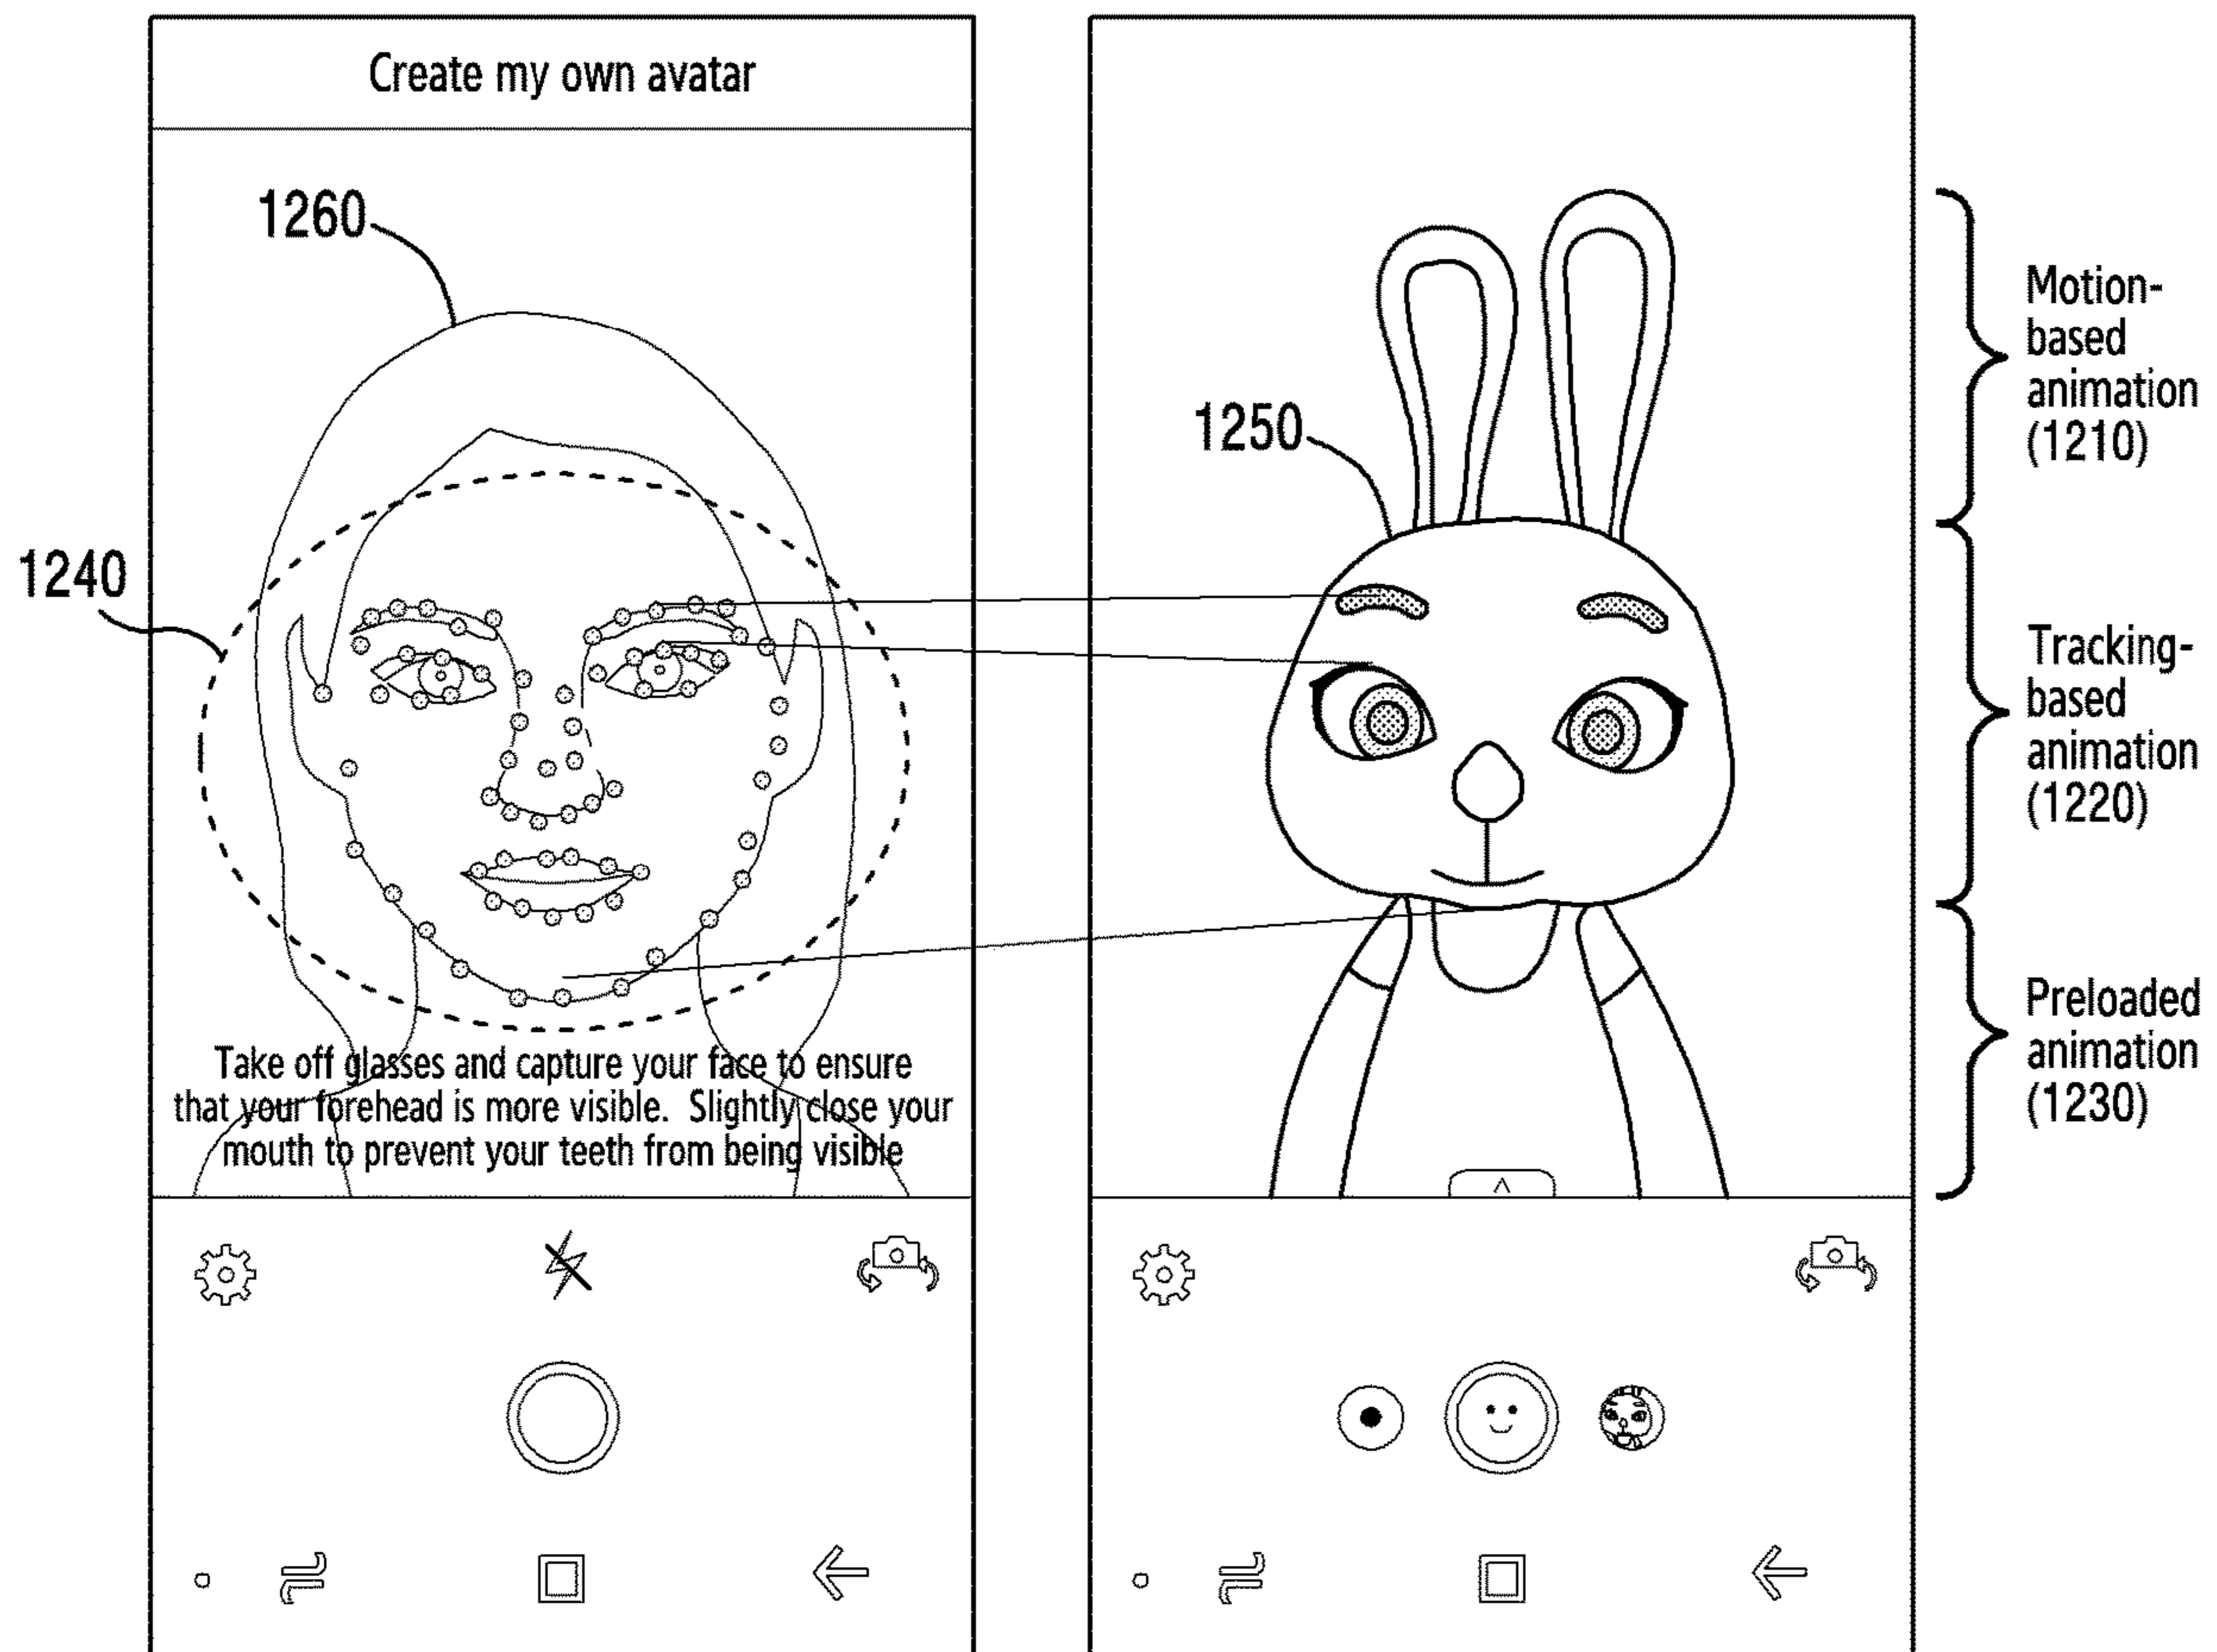 Create my own avatar
1260
1240
Take off glasses and capture your face to ensure
that your forehead is more visible. Slightly close your
mouth to prevent your teeth from being visible
1250
Motion-
based
animation
(1210)
Tracking-
based
animation
(1220)
Preloaded
animation
(1230)